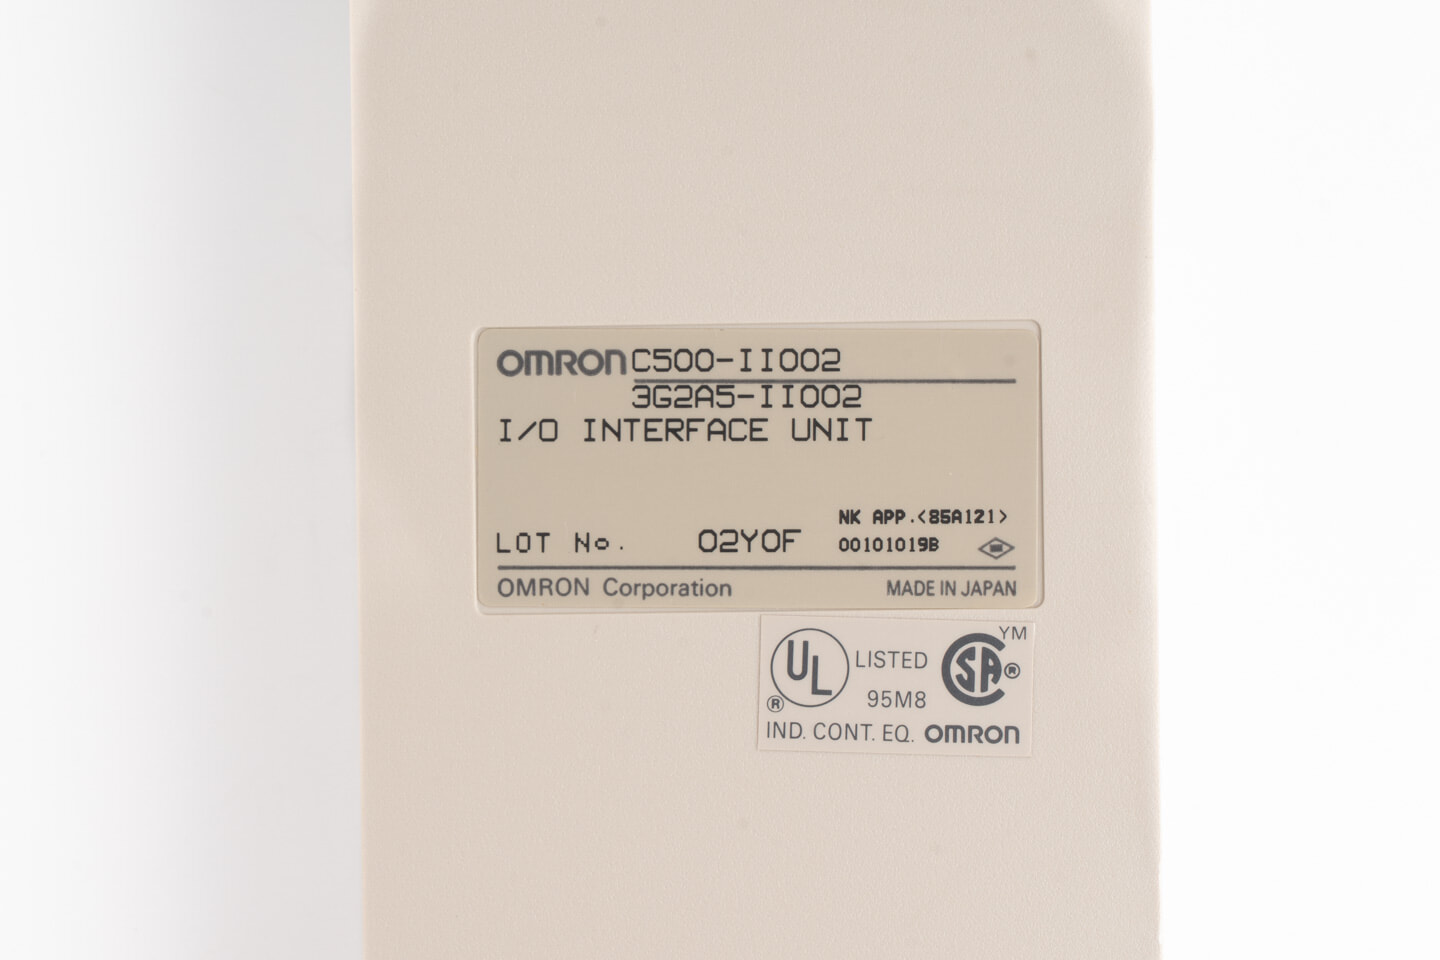 OMRON C500-II002
3G2A5-II002
I/O INTERFACE UNIT
NK APP.<85A121>
LOT No. 02Y0F 00101019B
OMRON Corporation MADE IN JAPAN
YM
UL LISTED CSA ®
® 95M8
IND. CONT. EQ. OMRON